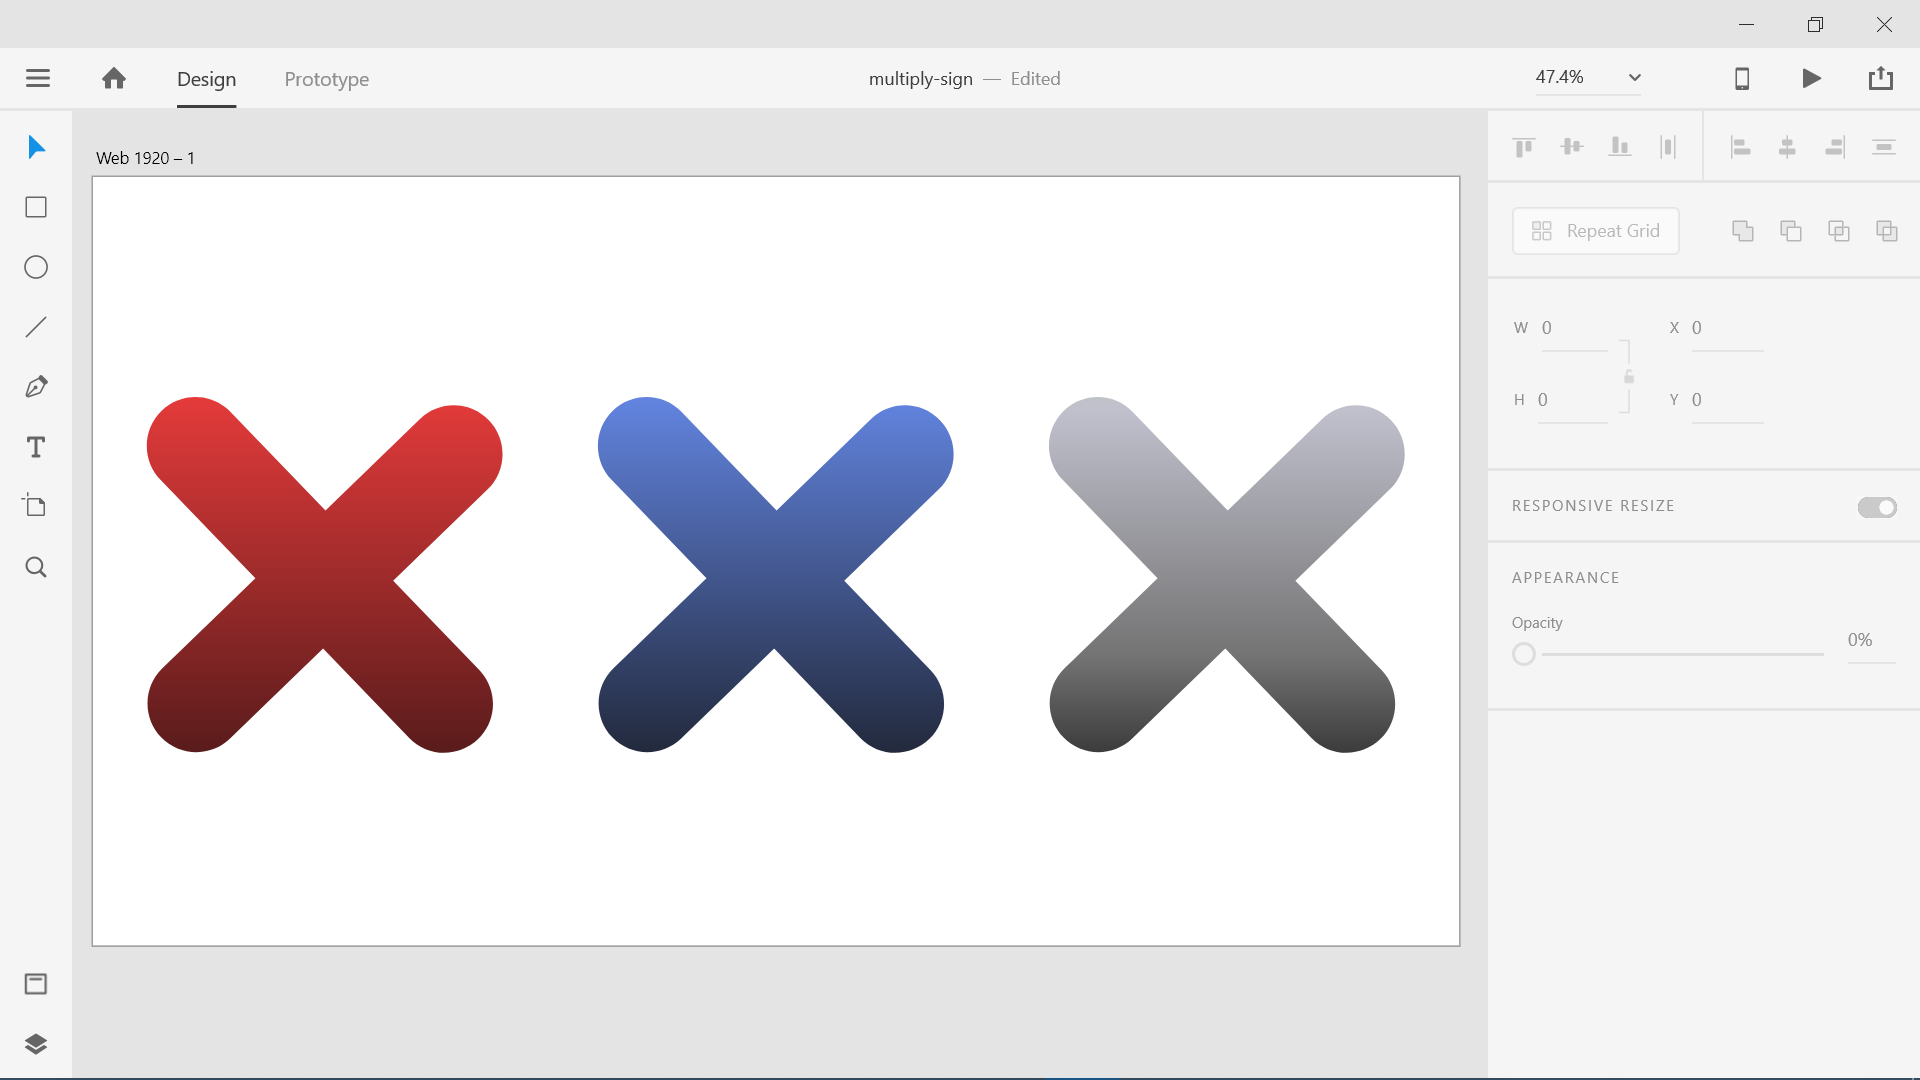 Design Prototype multiply-sign — Edited 47.4%
Web 1920 – 1
Repeat Grid
W 0 X 0
H 0 Y 0
RESPONSIVE RESIZE
APPEARANCE
Opacity
0%